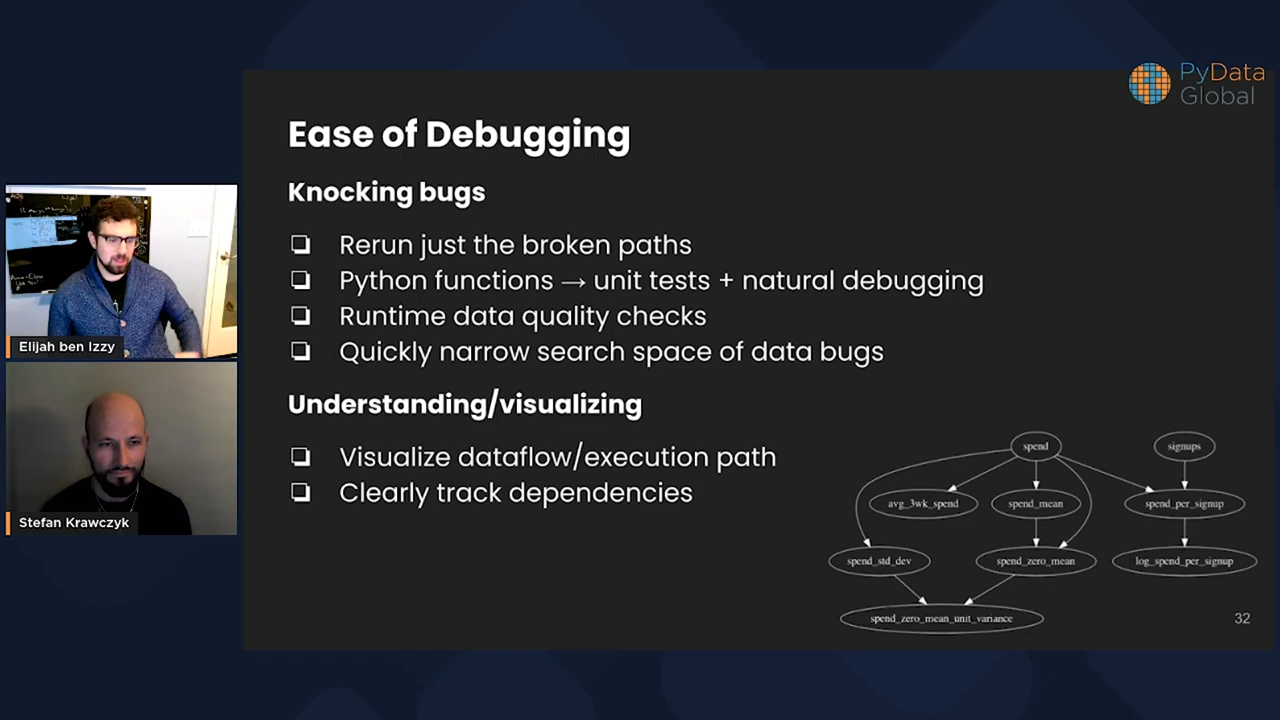 PyData
Global
Ease of Debugging
Knocking bugs
Rerun just the broken paths
Python functions → unit tests + natural debugging
Runtime data quality checks
Quickly narrow search space of data bugs
Understanding/visualizing
Visualize dataflow/execution path
Clearly track dependencies
spend
signups
avg_3wk_spend
spend_mean
spend_per_signup
spend_std_dev
spend_zero_mean
log_spend_per_signup
spend_zero_mean_unit_variance
32
Elijah ben Izzy
Stefan Krawczyk